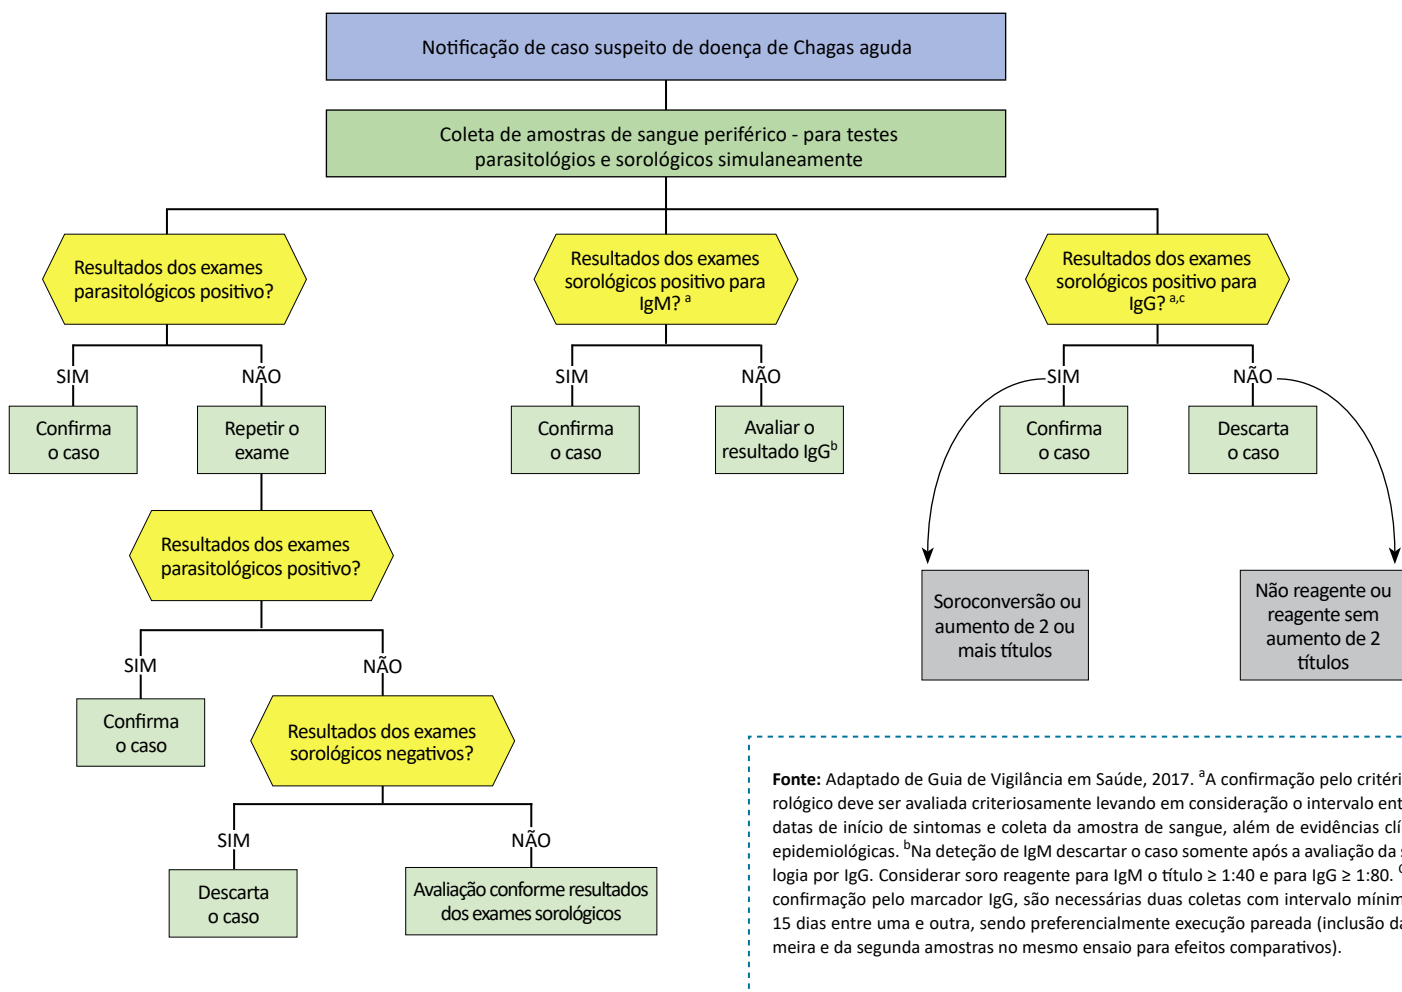 Notificação de caso suspeito de doença de Chagas aguda
Coleta de amostras de sangue periférico - para testes
parasitológios e sorológicos simulaneamente
Resultados dos exames
parasitológicos positivo?
Resultados dos exames
sorológicos positivo para
IgM? a
Resultados dos exames
sorológicos positivo para
IgG? a,c
SIM
NÃO
SIM
NÃO
SIM
NÃO
Confirma
o caso
Repetir o
exame
Confirma
o caso
Avaliar o
resultado IgGb
Confirma
o caso
Descarta
o caso
Resultados dos exames
parasitológicos positivo?
Soroconversão ou
aumento de 2 ou
mais títulos
Não reagente ou
reagente sem
aumento de 2
títulos
SIM
NÃO
Confirma
o caso
Resultados dos exames
sorológicos negativos?
SIM
NÃO
Descarta
o caso
Avaliação conforme resultados
dos exames sorológicos
Fonte: Adaptado de Guia de Vigilância em Saúde, 2017. aA confirmação pelo critéri
rológico deve ser avaliada criteriosamente levando em consideração o intervalo ent
datas de início de sintomas e coleta da amostra de sangue, além de evidências clí
epidemiológicas. bNa deteção de IgM descartar o caso somente após a avaliação da s
logia por IgG. Considerar soro reagente para IgM o título ≥ 1:40 e para IgG ≥ 1:80. c
confirmação pelo marcador IgG, são necessárias duas coletas com intervalo mínim
15 dias entre uma e outra, sendo preferencialmente execução pareada (inclusão da
meira e da segunda amostras no mesmo ensaio para efeitos comparativos).